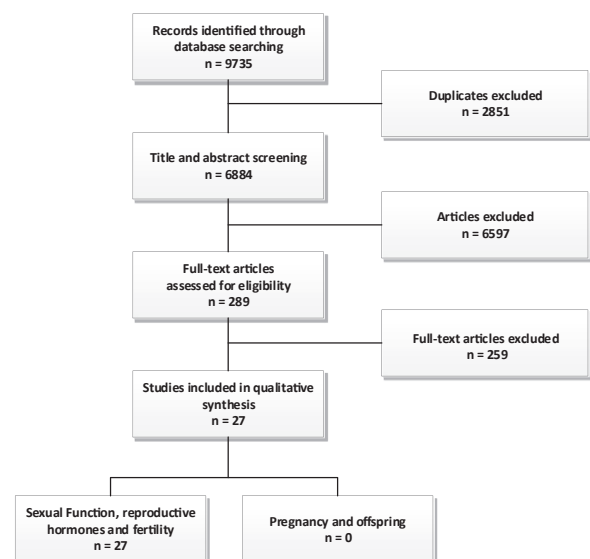 Records identified through
database searching
n = 9735
Duplicates excluded
n = 2851
Title and abstract screening
n = 6884
Articles excluded
n = 6597
Full-text articles
assessed for eligibility
n = 289
Full-text articles excluded
n = 259
Studies included in qualitative
synthesis
n = 27
Sexual Function, reproductive
hormones and fertility
n = 27
Pregnancy and offspring
n = 0